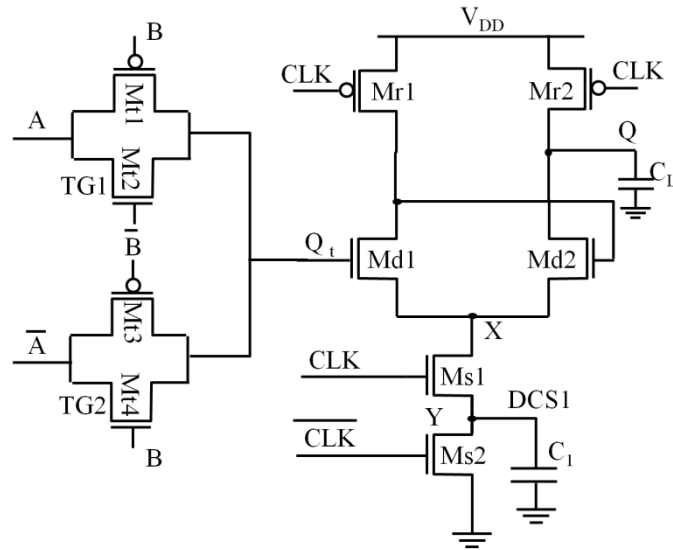 B
Mt1
A
Mt2
TG1
B̅
B̅
Mt3
A̅
Mt4
TG2
B
V_DD
CLK
Mr1
Mr2
CLK
Q
C_L
Q_t
Md1
Md2
X
CLK
Ms1
DCS1
Y
C̅L̅K̅
Ms2
C_1